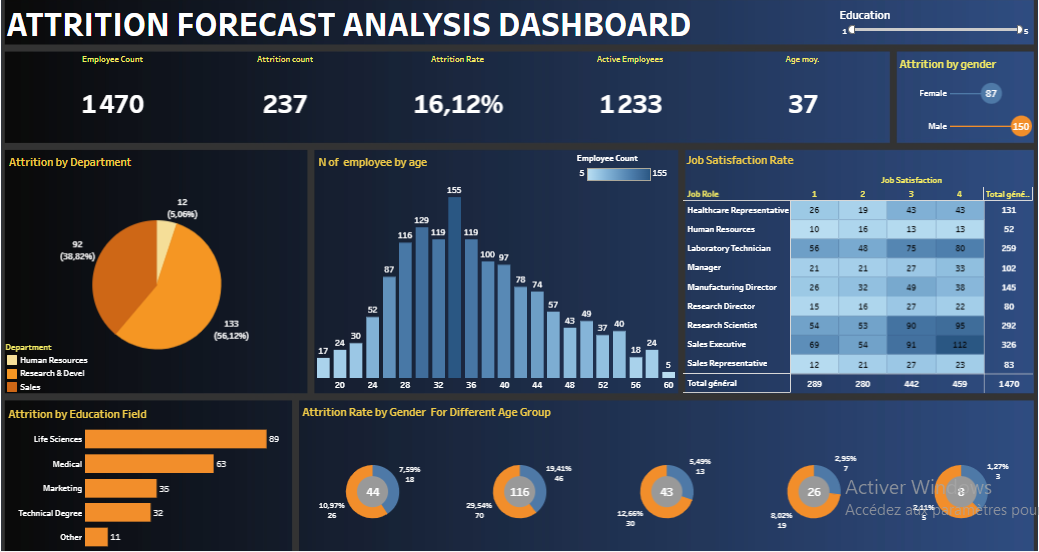 ATTRITION FORECAST ANALYSIS DASHBOARD
Education
1 5
Employee Count
1 470
Attrition count
237
Attrition Rate
16,12%
Active Employees
1 233
Age moy.
37
Attrition by gender
Female 87
Male 150
Attrition by Department
12
(5,06%)
92
(38,82%)
133
(56,12%)
Department
Human Resources
Research & Devel
Sales
N of employee by age
Employee Count
5 155
17 24 30 52 87 116 129 119 155 119 100 97 78 74 57 43 49 37 40 18 24 5
20 24 28 32 36 40 44 48 52 56 60
Job Satisfaction Rate
Job Satisfaction
Job Role 1 2 3 4 Total géné..
Healthcare Representative 26 19 43 43 131
Human Resources 10 16 13 13 52
Laboratory Technician 56 48 75 80 259
Manager 21 21 27 33 102
Manufacturing Director 26 32 49 38 145
Research Director 15 16 27 22 80
Research Scientist 54 53 90 95 292
Sales Executive 69 54 91 112 326
Sales Representative 12 21 27 23 83
Total général 289 280 442 459 1470
Attrition by Education Field
Life Sciences 89
Medical 63
Marketing 35
Technical Degree 32
Other 11
Attrition Rate by Gender For Different Age Group
7,59%
18
44
10,97%
26
19,41%
46
116
29,54%
70
5,49%
13
43
12,66%
30
2,95%
7
26
8,02%
19
1,27%
3
8
2,11%
5
Activer Windows
Accédez aux paramètres pou